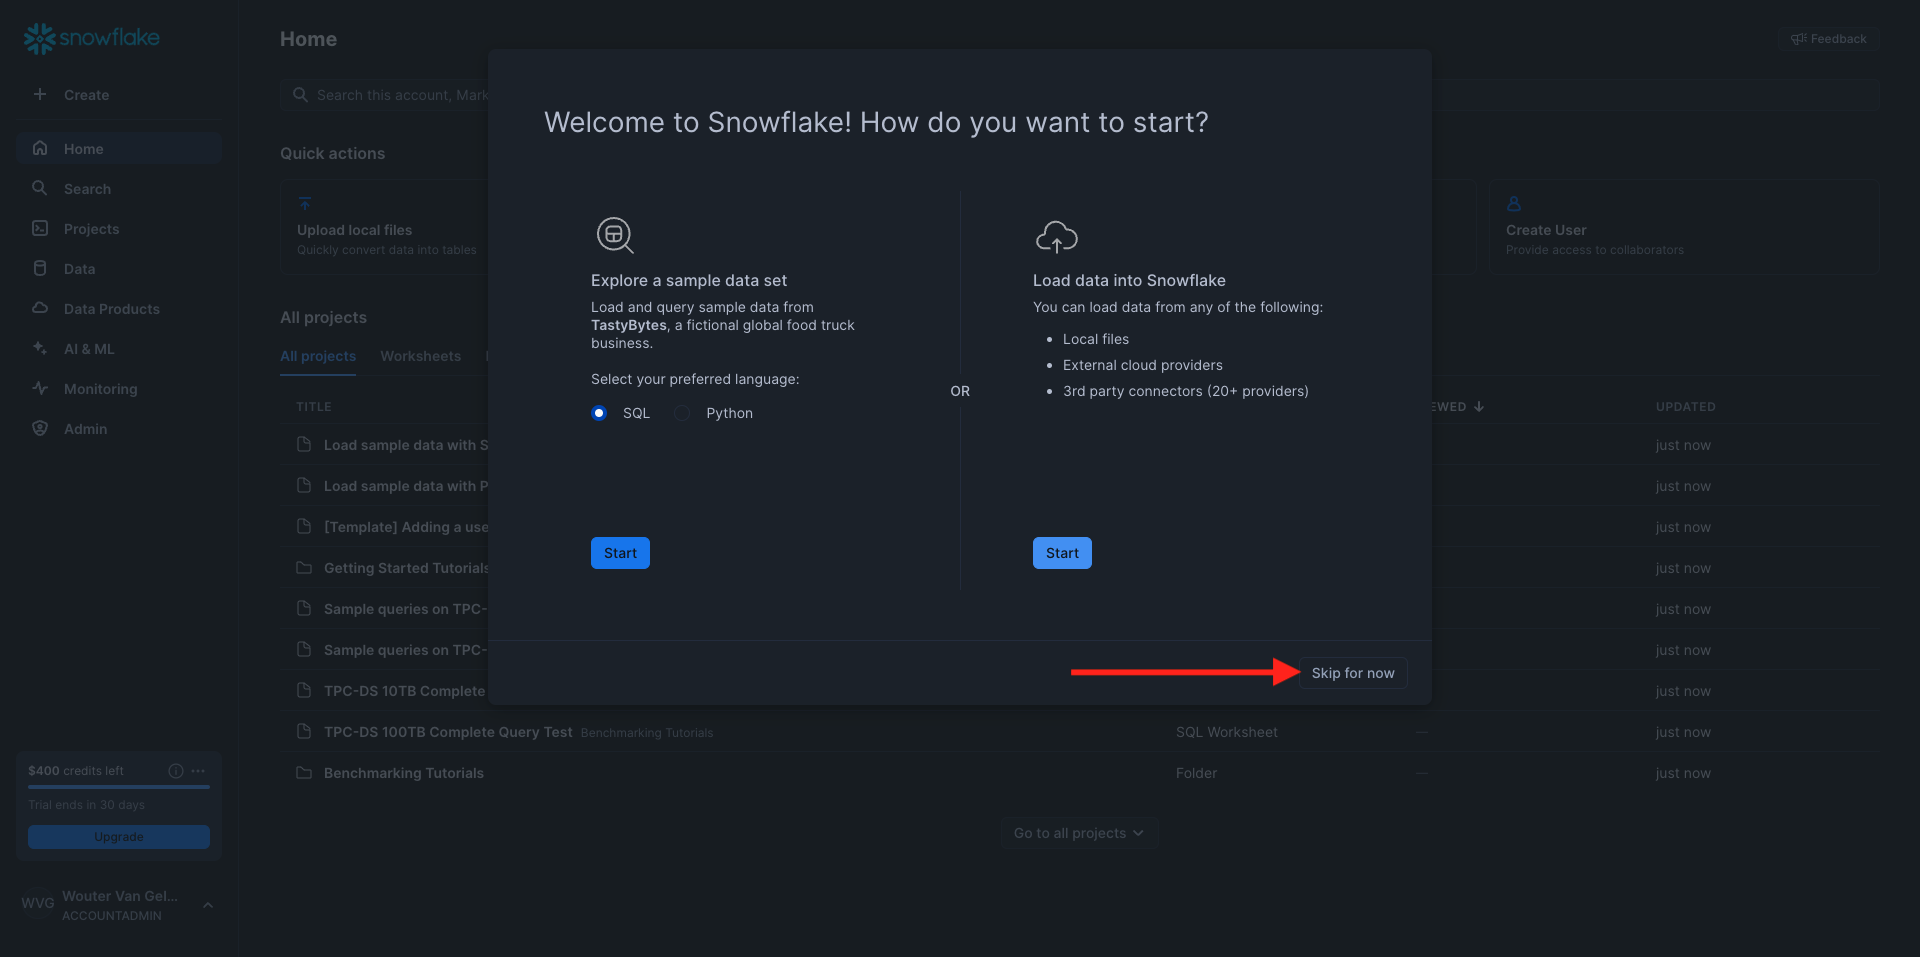 snowflake
Create
Home
Search
Projects
Data
Data Products
AI & ML
Monitoring
Admin
$400 credits left
Trial ends in 30 days
Upgrade
WVG
Wouter Van Gel...
ACCOUNTADMIN
Home
Feedback
Search this account, Mark
Quick actions
Upload local files
Quickly convert data into tables
Create User
Provide access to collaborators
All projects
All projects
Worksheets
TITLE
EWED
UPDATED
Load sample data with S
just now
Load sample data with P
just now
[Template] Adding a use
just now
Getting Started Tutorials
just now
Sample queries on TPC-
just now
Sample queries on TPC-
just now
TPC-DS 10TB Complete
just now
TPC-DS 100TB Complete Query Test Benchmarking Tutorials
SQL Worksheet
—
just now
Benchmarking Tutorials
Folder
—
just now
Go to all projects
Welcome to Snowflake! How do you want to start?
Explore a sample data set
Load and query sample data from
TastyBytes, a fictional global food truck
business.
Select your preferred language:
SQL
Python
Start
OR
Load data into Snowflake
You can load data from any of the following:
• Local files
• External cloud providers
• 3rd party connectors (20+ providers)
Start
Skip for now